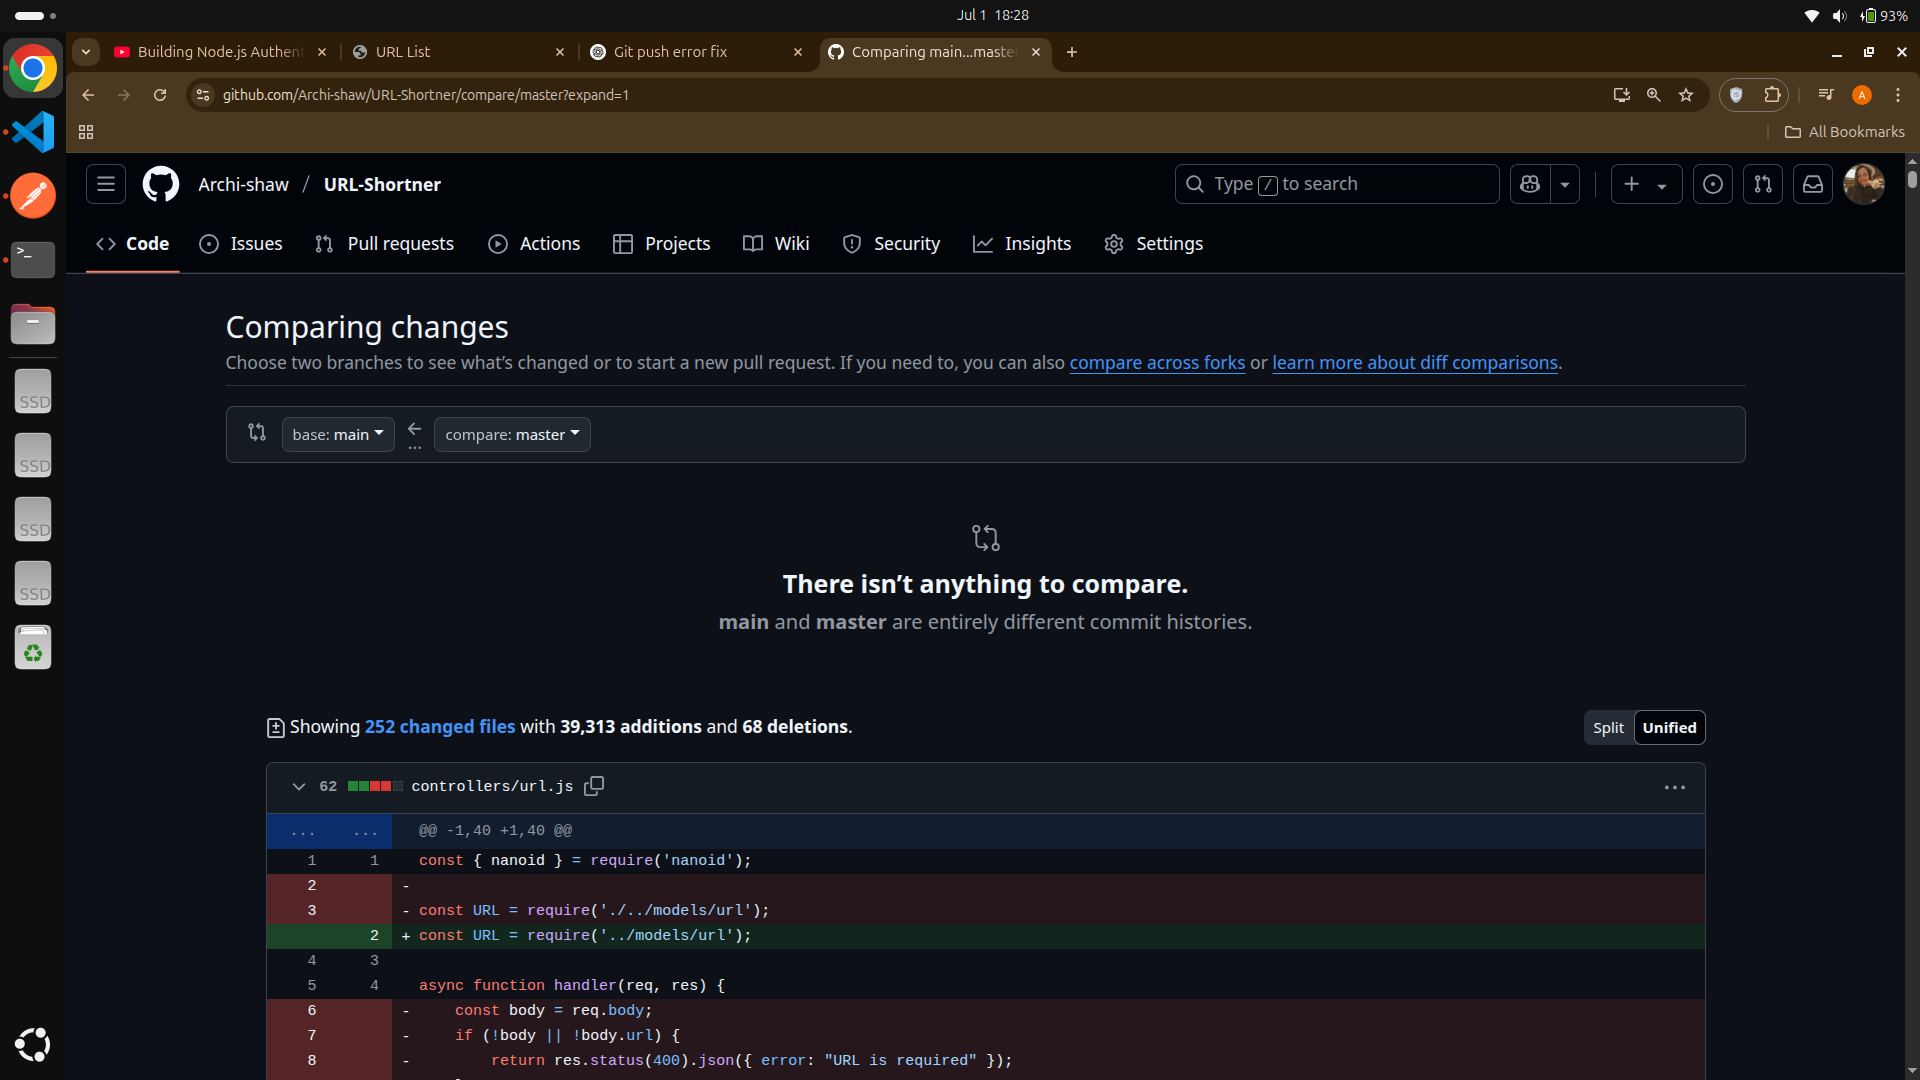 Jul 1 18:28
93%
Building Node.js Authent
URL List
Git push error fix
Comparing main...master
github.com/Archi-shaw/URL-Shortner/compare/master?expand=1
A
All Bookmarks
Archi-shaw / URL-Shortner
Type / to search
Code
Issues
Pull requests
Actions
Projects
Wiki
Security
Insights
Settings
Comparing changes
Choose two branches to see what’s changed or to start a new pull request. If you need to, you can also compare across forks or learn more about diff comparisons.
base: main
...
compare: master
There isn’t anything to compare.
main and master are entirely different commit histories.
Showing 252 changed files with 39,313 additions and 68 deletions.
Split
Unified
62 controllers/url.js
... ... @@ -1,40 +1,40 @@
1 1 const { nanoid } = require('nanoid');
2 -
3 - const URL = require('./../models/url');
2 + const URL = require('../models/url');
4 3
5 4 async function handler(req, res) {
6 - const body = req.body;
7 - if (!body || !body.url) {
8 - return res.status(400).json({ error: "URL is required" });
SSD
SSD
SSD
SSD